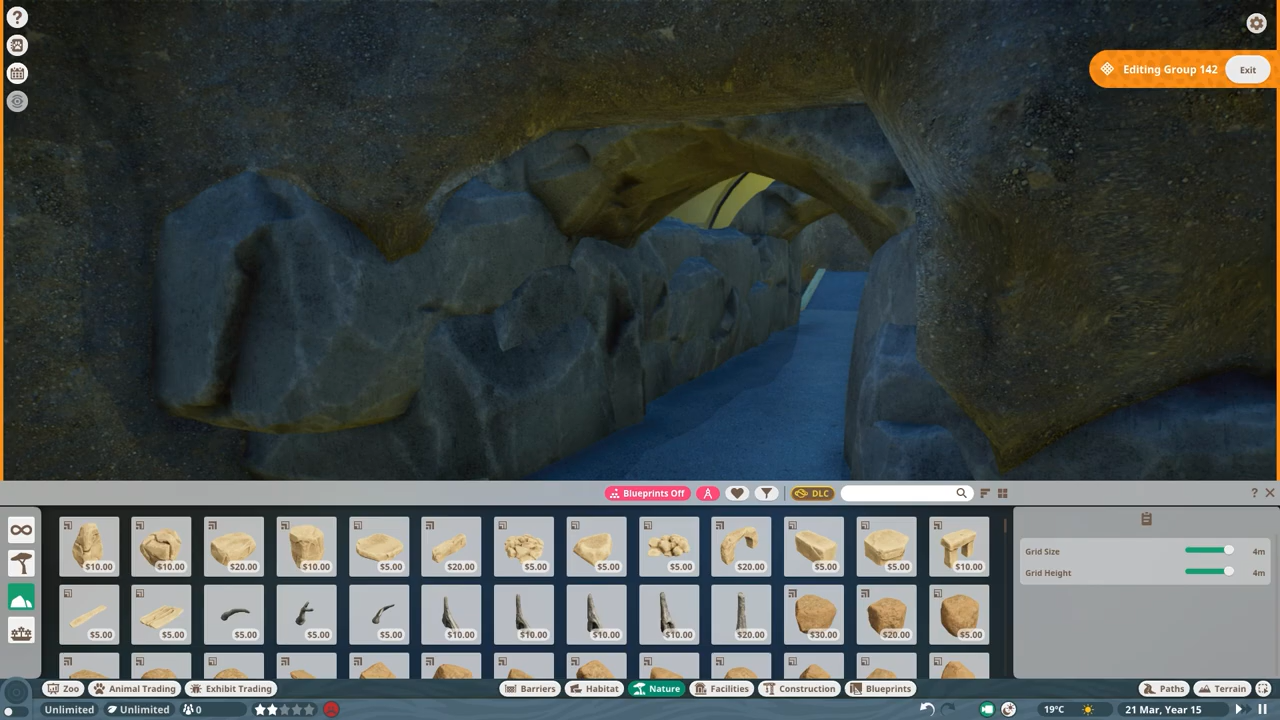 Editing Group 142
Exit
Blueprints Off
DLC
$10.00 $10.00 $20.00 $10.00 $5.00 $20.00 $5.00 $5.00 $5.00 $20.00 $5.00 $5.00 $10.00
Grid Size 4m
Grid Height 4m
$5.00 $5.00 $5.00 $5.00 $5.00 $10.00 $10.00 $10.00 $10.00 $20.00 $30.00 $20.00 $5.00
Zoo Animal Trading Exhibit Trading Barriers Habitat Nature Facilities Construction Blueprints Paths Terrain
Unlimited Unlimited 0 19°C 21 Mar, Year 15